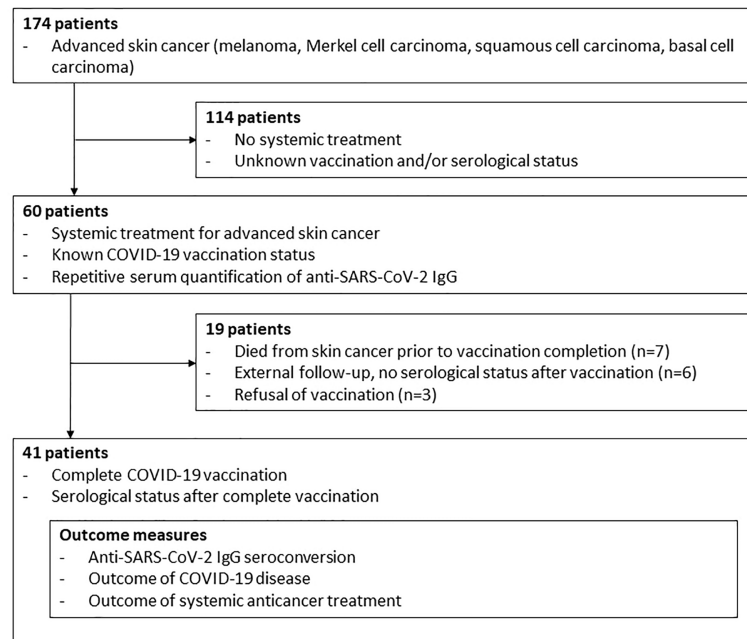 174 patients
- Advanced skin cancer (melanoma, Merkel cell carcinoma, squamous cell carcinoma, basal cell
carcinoma)
114 patients
- No systemic treatment
- Unknown vaccination and/or serological status
60 patients
- Systemic treatment for advanced skin cancer
- Known COVID-19 vaccination status
- Repetitive serum quantification of anti-SARS-CoV-2 IgG
19 patients
- Died from skin cancer prior to vaccination completion (n=7)
- External follow-up, no serological status after vaccination (n=6)
- Refusal of vaccination (n=3)
41 patients
- Complete COVID-19 vaccination
- Serological status after complete vaccination
Outcome measures
- Anti-SARS-CoV-2 IgG seroconversion
- Outcome of COVID-19 disease
- Outcome of systemic anticancer treatment